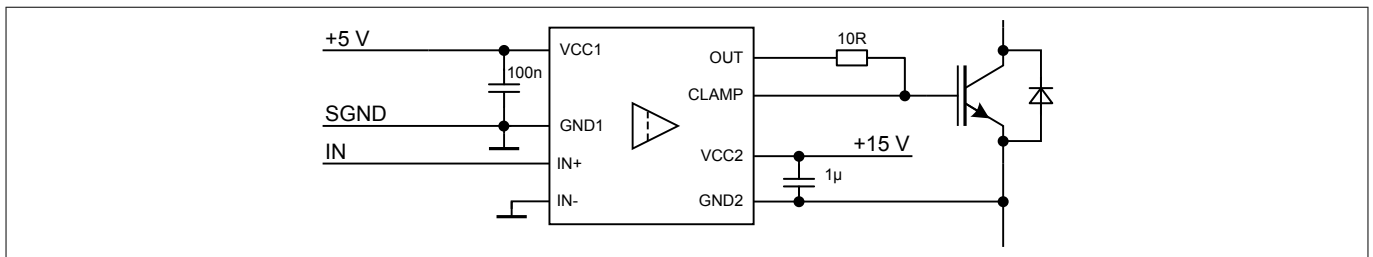 +5 V
VCC1
100n
SGND
GND1
IN
IN+
IN-
OUT
10R
CLAMP
VCC2
+15 V
1µ
GND2